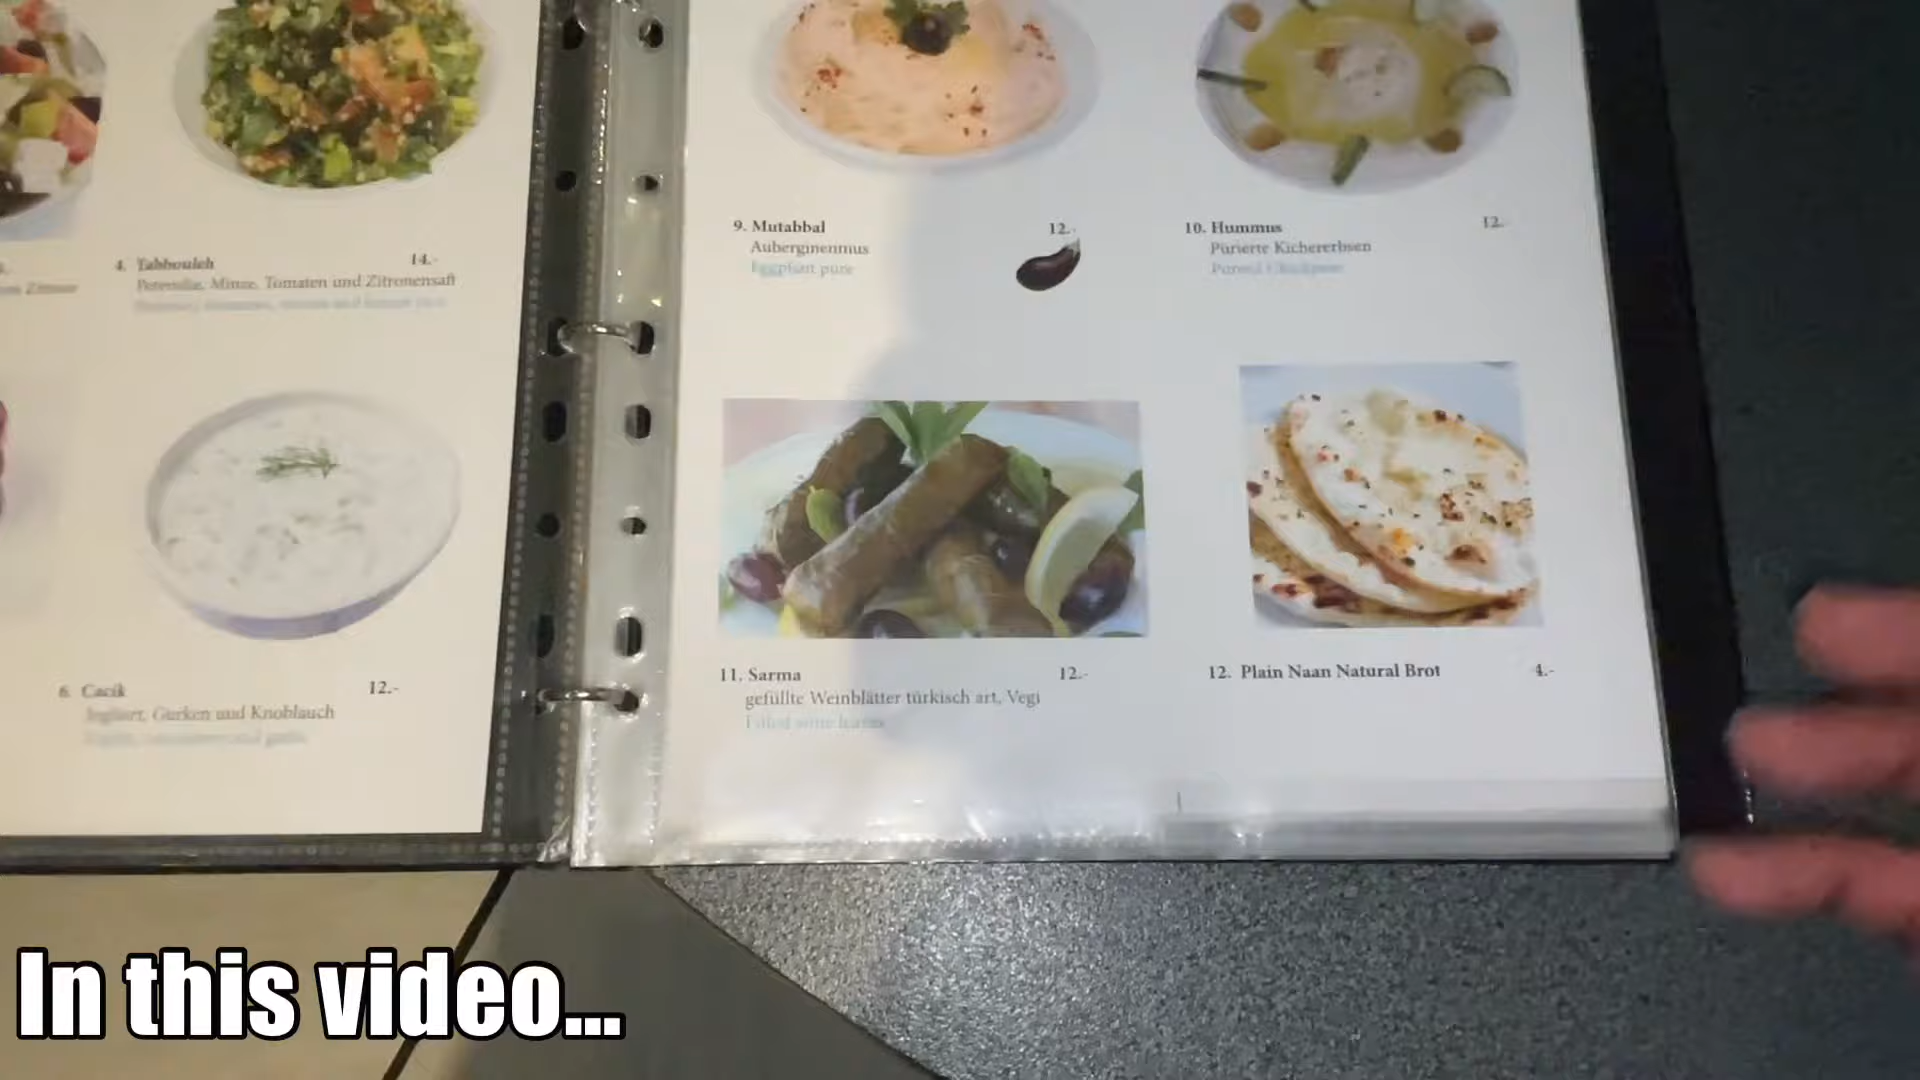 4. Tabbouleh 14.-
Petersilie, Minze, Tomaten und Zitronensaft
6. Cacik 12.-
Joghurt, Gurken und Knoblauch
9. Mutabbal 12.-
Auberginenmus
Eggplant pure
10. Hummus 12.-
Pürierte Kichererbsen
11. Sarma 12.-
gefüllte Weinblätter türkisch art, Vegi
12. Plain Naan Natural Brot 4.-
In this video...